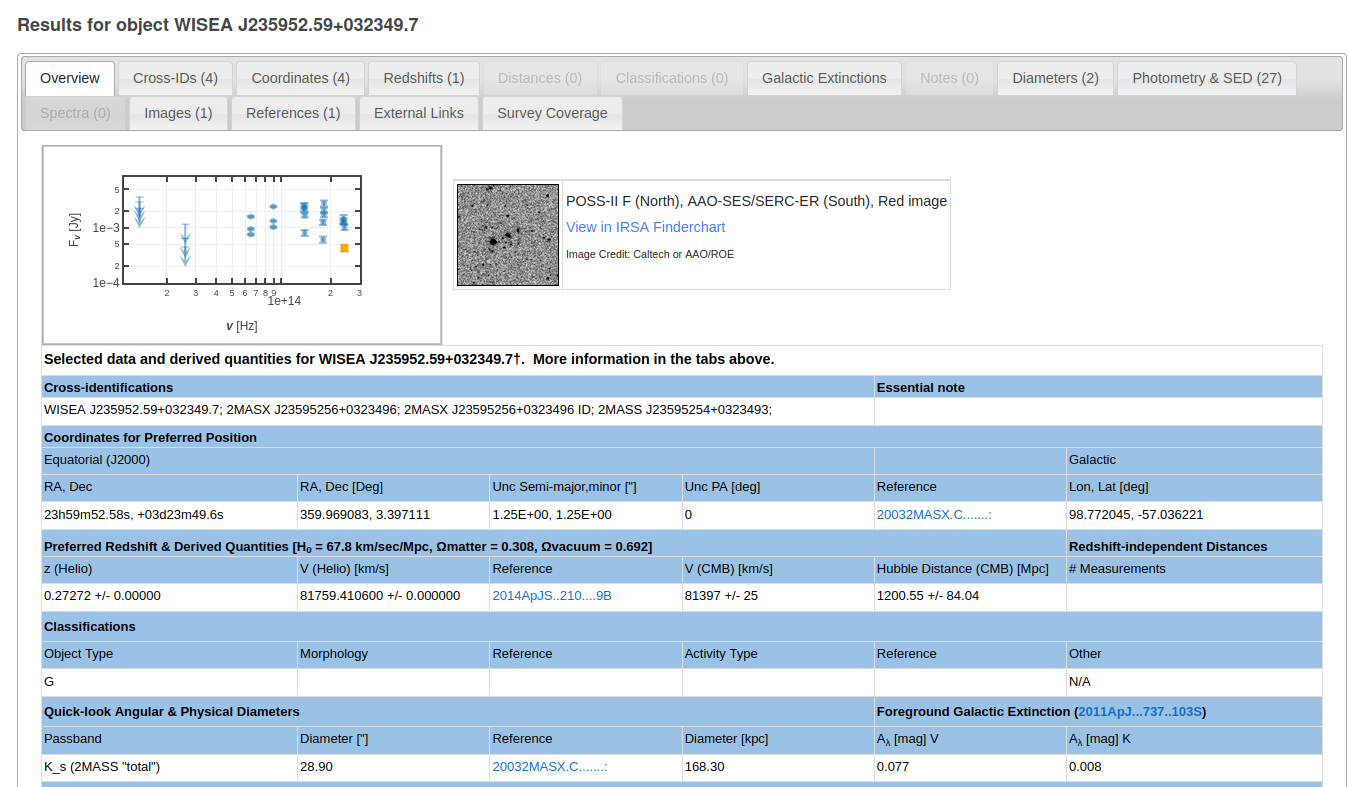 Results for object WISEA J235952.59+032349.7
Overview Cross-IDs (4) Coordinates (4) Redshifts (1) Distances (0) Classifications (0) Galactic Extinctions Notes (0) Diameters (2) Photometry & SED (27)
Spectra (0) Images (1) References (1) External Links Survey Coverage
5
2
1e−3
5
2
1e−4
Fν [Jy]
2 3 4 5 6 7 8 9 2 3
1e+14
ν [Hz]
POSS-II F (North), AAO-SES/SERC-ER (South), Red image
View in IRSA Finderchart
Image Credit: Caltech or AAO/ROE
Selected data and derived quantities for WISEA J235952.59+032349.7†. More information in the tabs above.
Cross-identifications Essential note
WISEA J235952.59+032349.7; 2MASX J23595256+0323496; 2MASX J23595256+0323496 ID; 2MASS J23595254+0323493;
Coordinates for Preferred Position
Equatorial (J2000) Galactic
RA, Dec RA, Dec [Deg] Unc Semi-major,minor ["] Unc PA [deg] Reference Lon, Lat [deg]
23h59m52.58s, +03d23m49.6s 359.969083, 3.397111 1.25E+00, 1.25E+00 0 20032MASX.C.......: 98.772045, -57.036221
Preferred Redshift & Derived Quantities [H0 = 67.8 km/sec/Mpc, Ωmatter = 0.308, Ωvacuum = 0.692] Redshift-independent Distances
z (Helio) V (Helio) [km/s] Reference V (CMB) [km/s] Hubble Distance (CMB) [Mpc] # Measurements
0.27272 +/- 0.00000 81759.410600 +/- 0.000000 2014ApJS..210....9B 81397 +/- 25 1200.55 +/- 84.04
Classifications
Object Type Morphology Reference Activity Type Reference Other
G N/A
Quick-look Angular & Physical Diameters Foreground Galactic Extinction (2011ApJ...737..103S)
Passband Diameter ["] Reference Diameter [kpc] Aλ [mag] V Aλ [mag] K
K_s (2MASS "total") 28.90 20032MASX.C.......: 168.30 0.077 0.008